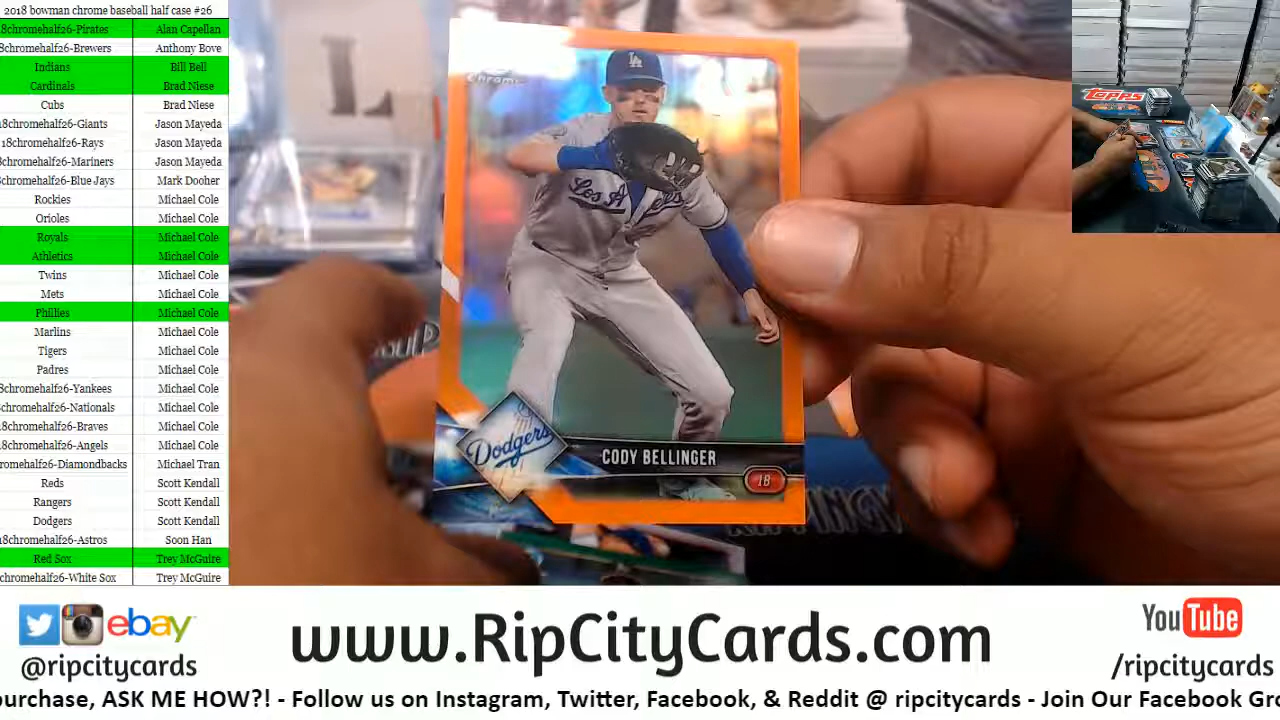 2018 bowman chrome baseball half case #26
8chromehalf26-Pirates Alan Capellan
8chromehalf26-Brewers Anthony Bove
Indians Bill Bell
Cardinals Brad Niese
Cubs Brad Niese
8chromehalf26-Giants Jason Mayeda
18chromehalf26-Rays Jason Mayeda
8chromehalf26-Mariners Jason Mayeda
chromehalf26-Blue Jays Mark Dooher
Rockies Michael Cole
Orioles Michael Cole
Royals Michael Cole
Athletics Michael Cole
Twins Michael Cole
Mets Michael Cole
Phillies Michael Cole
Marlins Michael Cole
Tigers Michael Cole
Padres Michael Cole
8chromehalf26-Yankees Michael Cole
chromehalf26-Nationals Michael Cole
18chromehalf26-Braves Michael Cole
18chromehalf26-Angels Michael Cole
romehalf26-Diamondbacks Michael Tran
Reds Scott Kendall
Rangers Scott Kendall
Dodgers Scott Kendall
18chromehalf26-Astros Soon Han
Red Sox Trey McGuire
chromehalf26-White Sox Trey McGuire
Chrome
LA
Los A eles
Dodgers
CODY BELLINGER
1B
TOPPS
ebay
@ripcitycards
www.RipCityCards.com
YouTube
/ripcitycards
purchase, ASK ME HOW?! - Follow us on Instagram, Twitter, Facebook, & Reddit @ ripcitycards - Join Our Facebook Gro